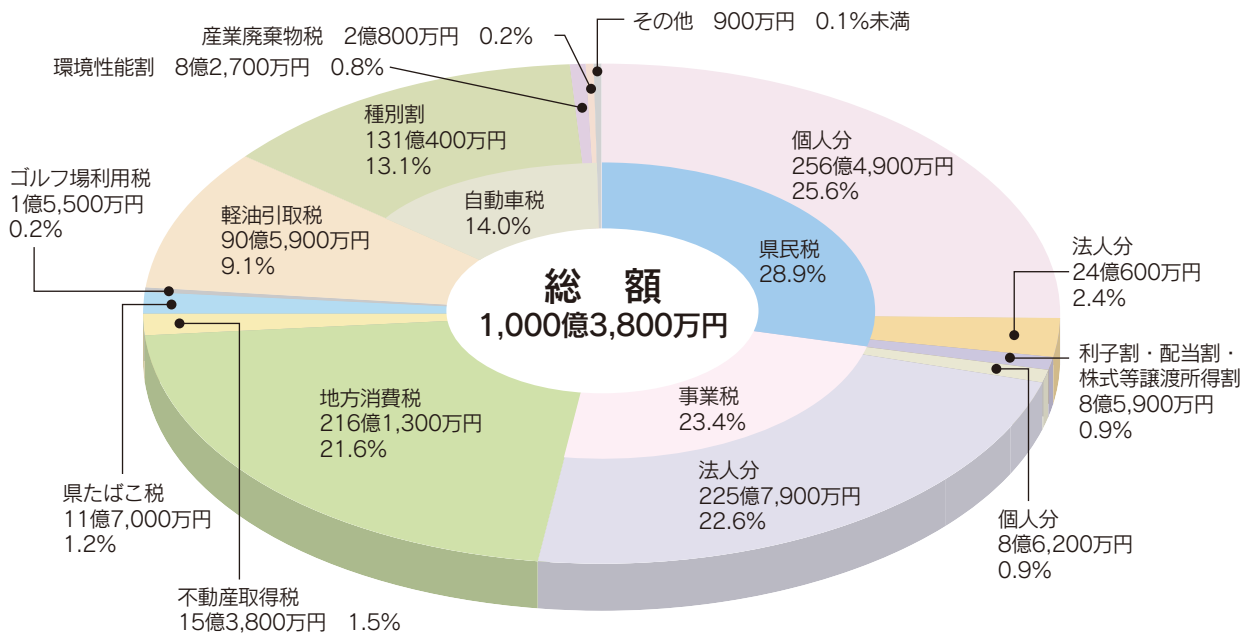 その他　900万円　0.1%未満
産業廃棄物税　2億800万円　0.2%
環境性能割　8億2,700万円　0.8%
種別割
131億400万円
13.1%
自動車税
14.0%
ゴルフ場利用税
1億5,500万円
0.2%
軽油引取税
90億5,900万円
9.1%
個人分
256億4,900万円
25.6%
県民税
28.9%
法人分
24億600万円
2.4%
利子割・配当割・
株式等譲渡所得割
8億5,900万円
0.9%
総　額
1,000億3,800万円
事業税
23.4%
地方消費税
216億1,300万円
21.6%
法人分
225億7,900万円
22.6%
個人分
8億6,200万円
0.9%
県たばこ税
11億7,000万円
1.2%
不動産取得税
15億3,800万円　1.5%